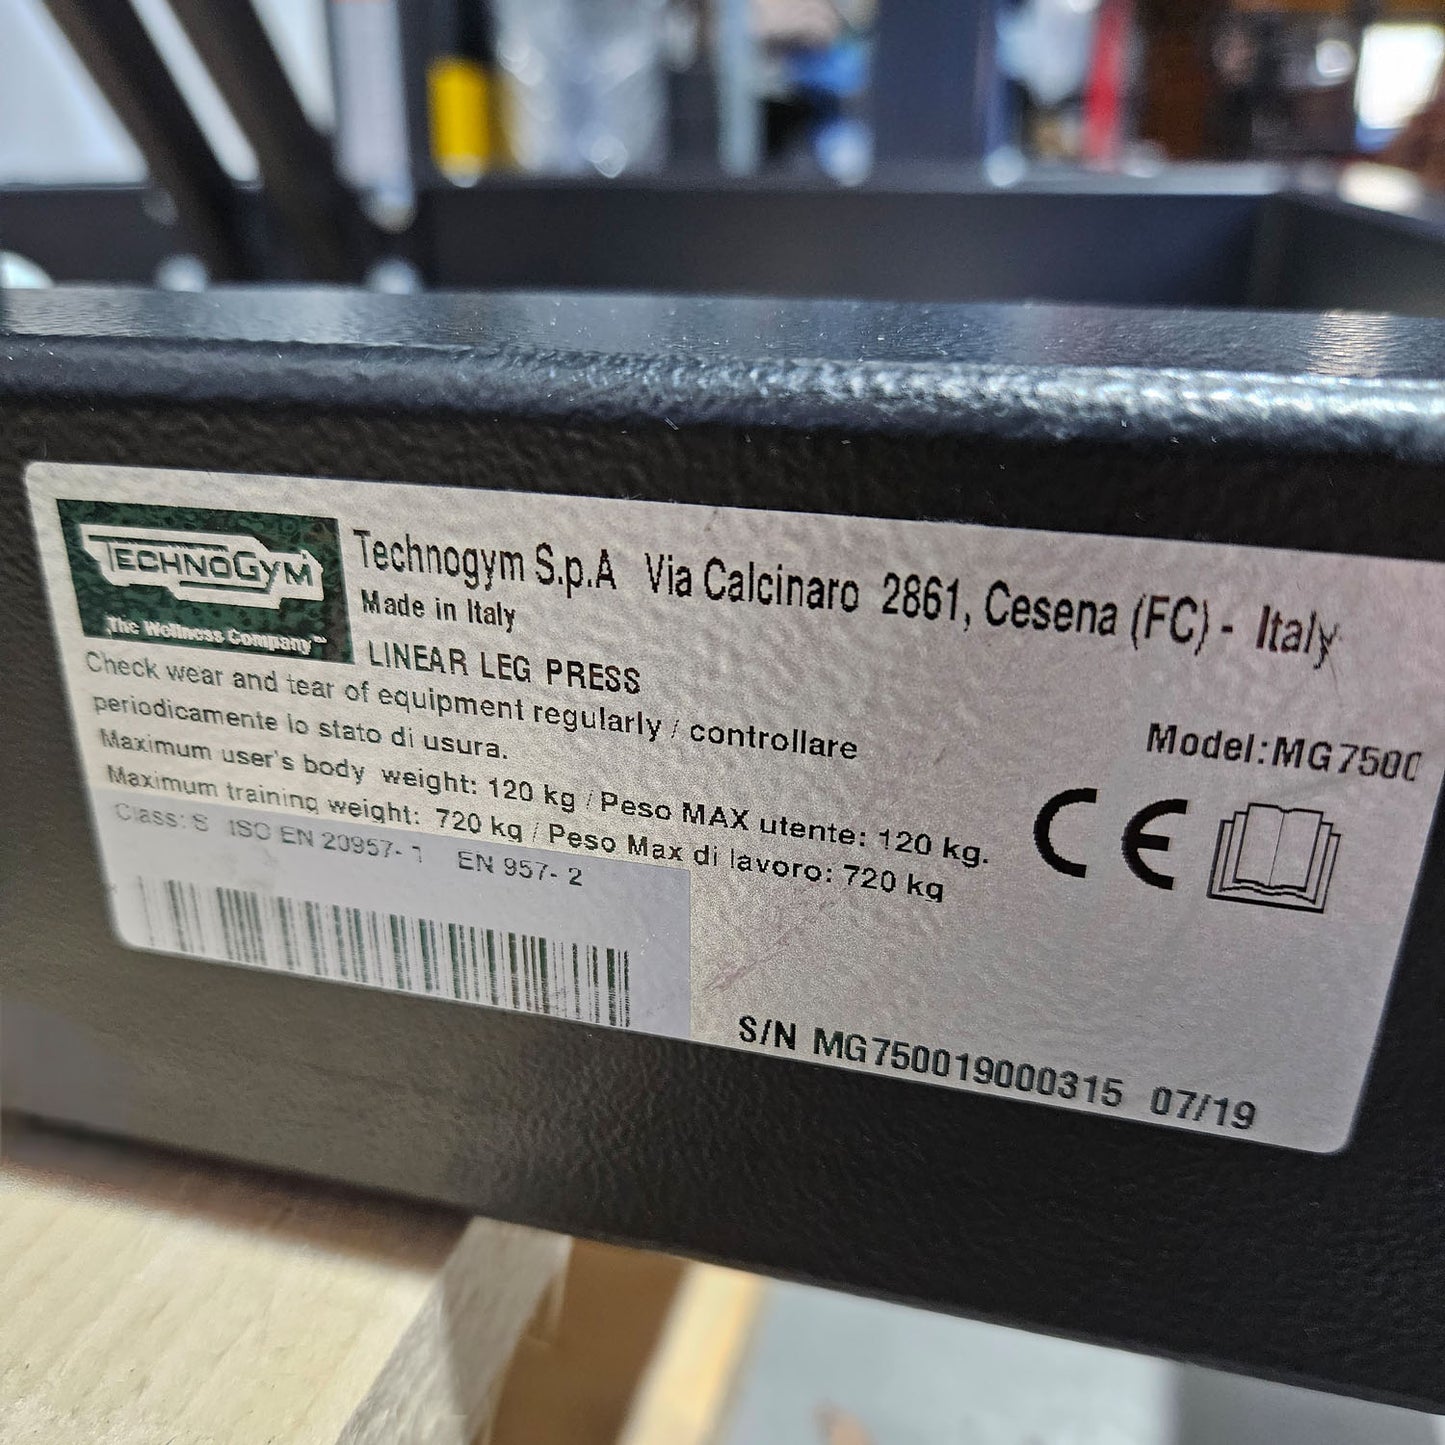 TECHNOGYM
The Wellness Company™
Technogym S.p.A Via Calcinaro 2861, Cesena (FC) - Italy
Made in Italy
LINEAR LEG PRESS
Check wear and tear of equipment regularly / controllare
periodicamente lo stato di usura.
Model:MG7500
Maximum user's body weight: 120 kg / Peso MAX utente: 120 kg.
Maximum training weight: 720 kg / Peso Max di lavoro: 720 kg
Class: S ISO EN 20957-1 EN 957-2
CE
S/N MG750019000315 07/19